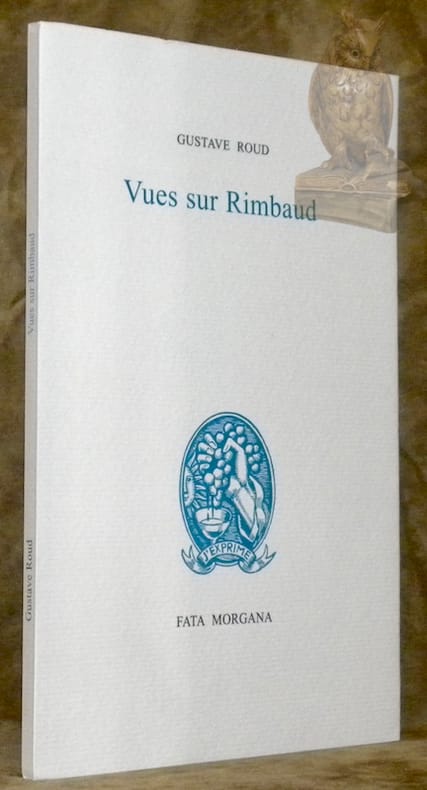 GUSTAVE ROUD
Vues sur Rimbaud
J'EXPRIME
FATA MORGANA
Vues sur Rimbaud
Gustave Roud